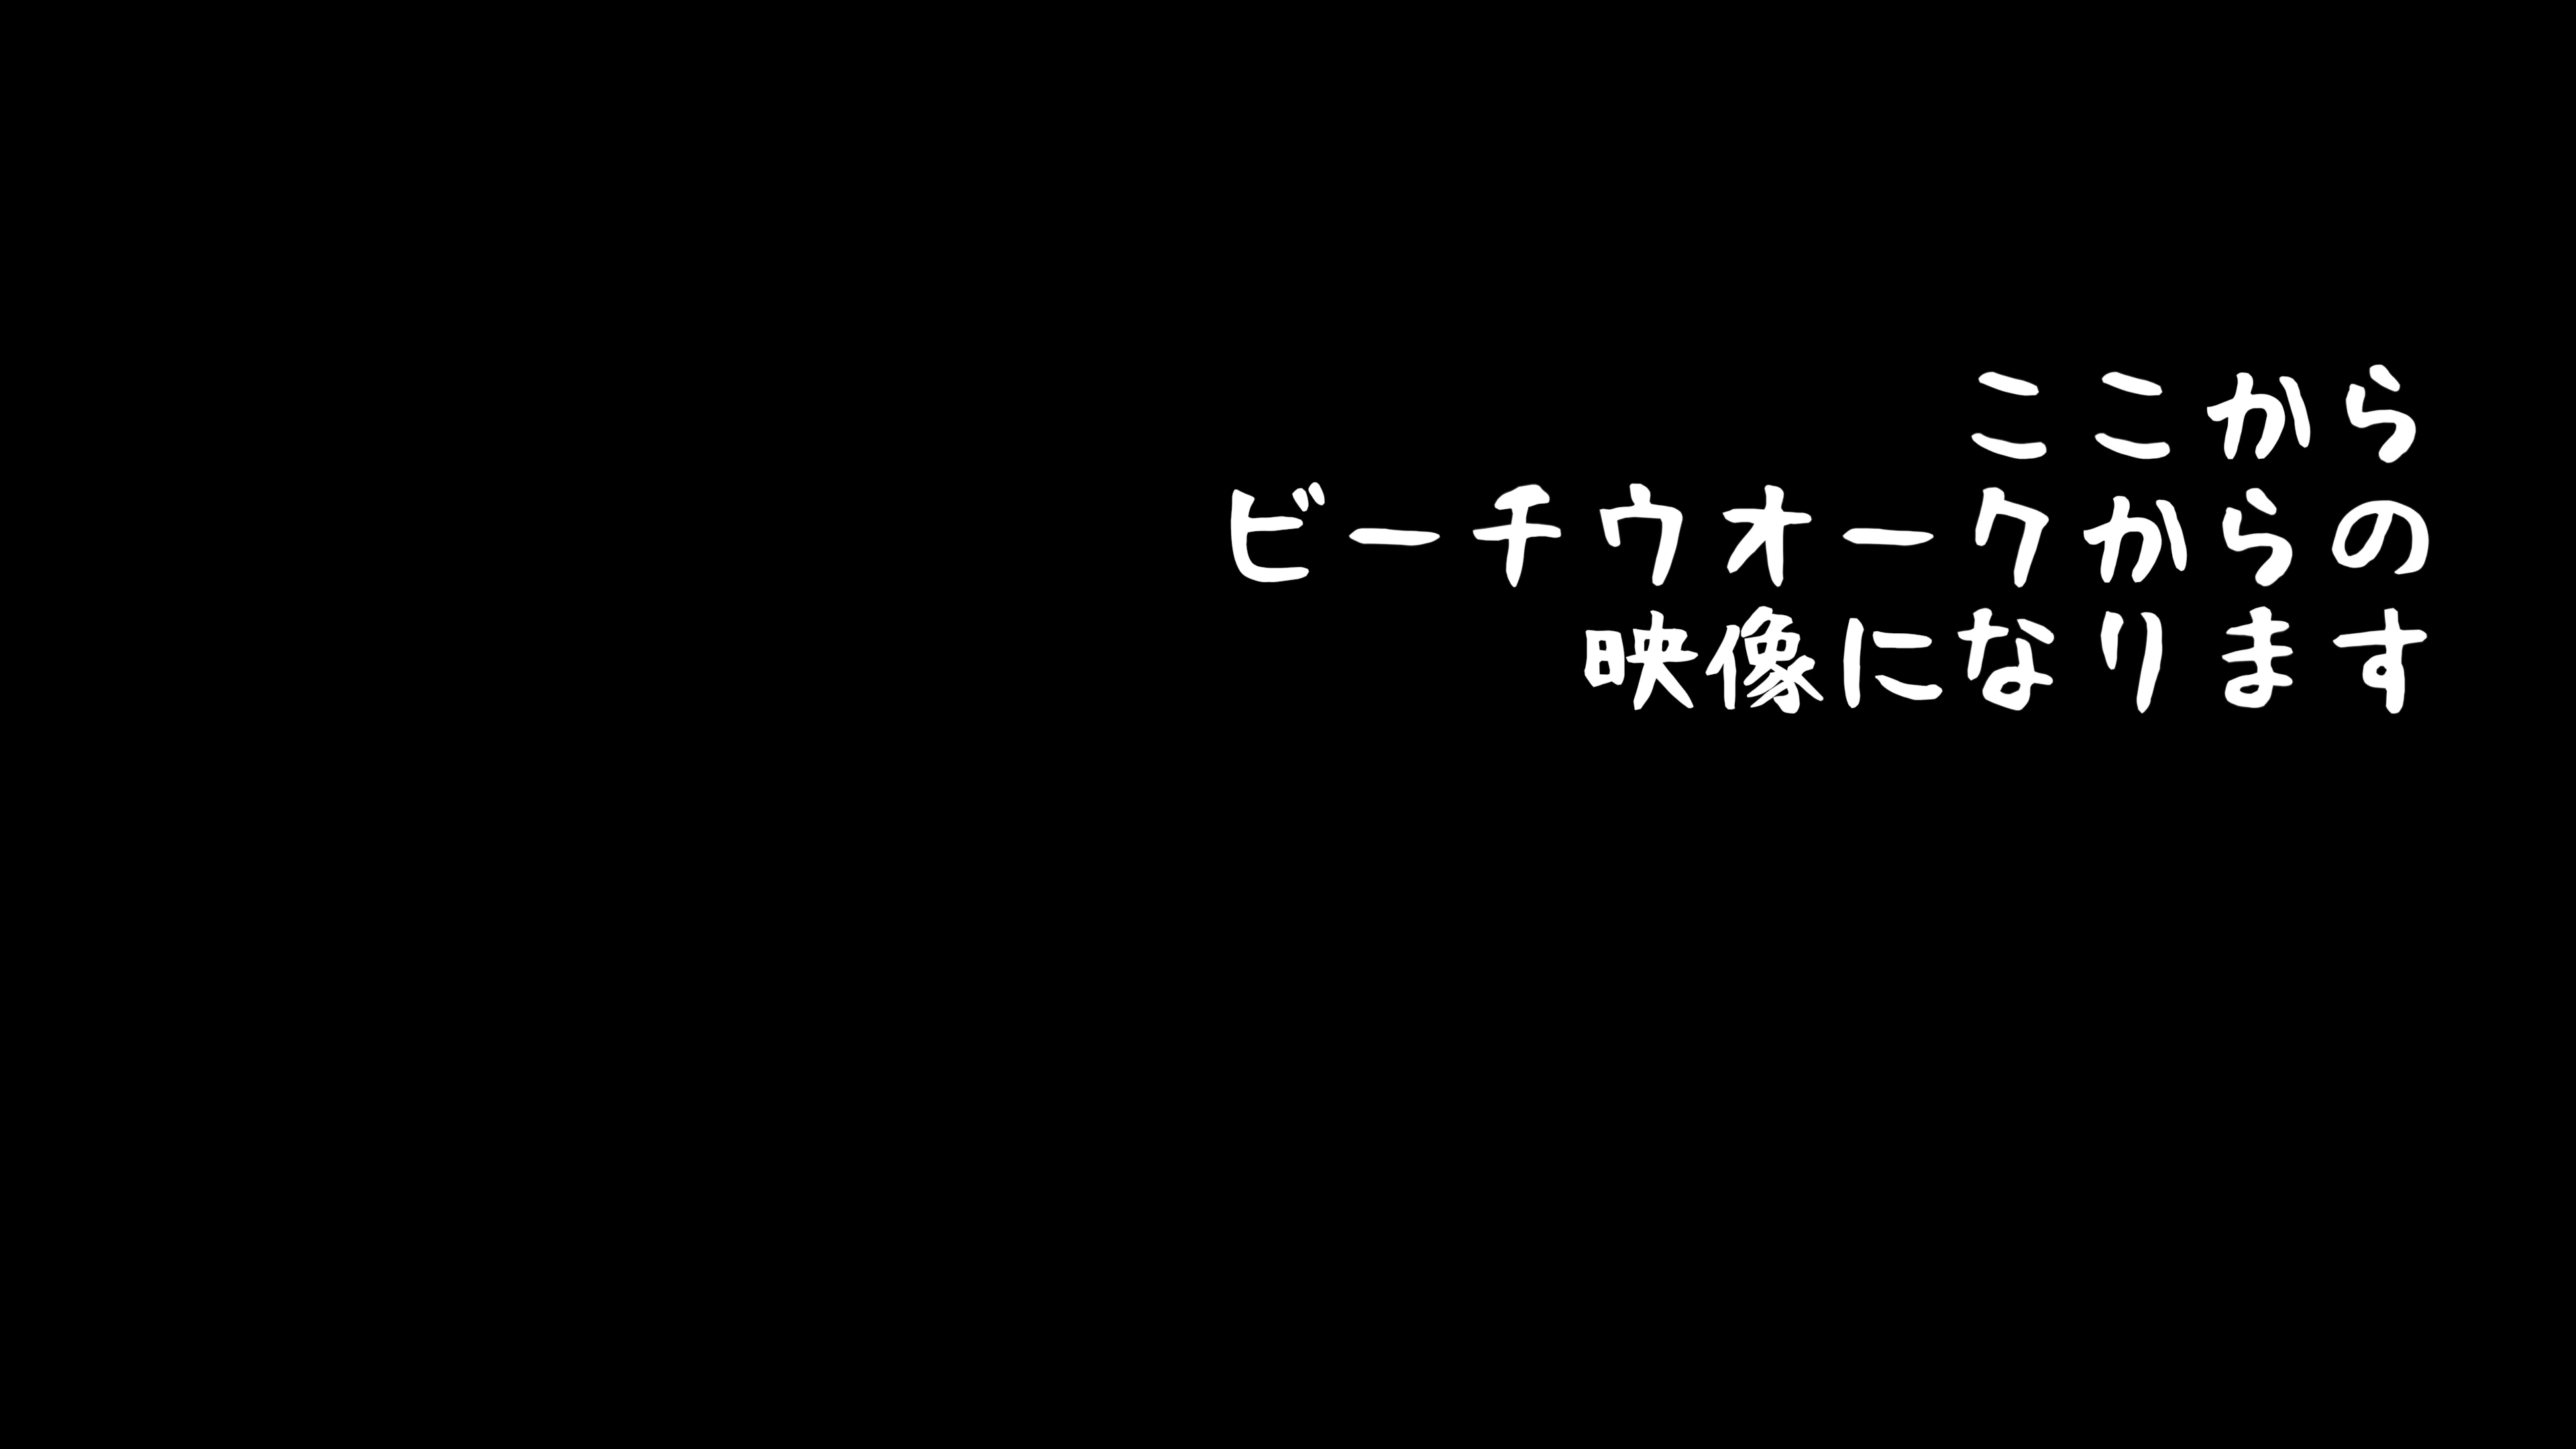 ここから
ビーチウオークからの
映像になります